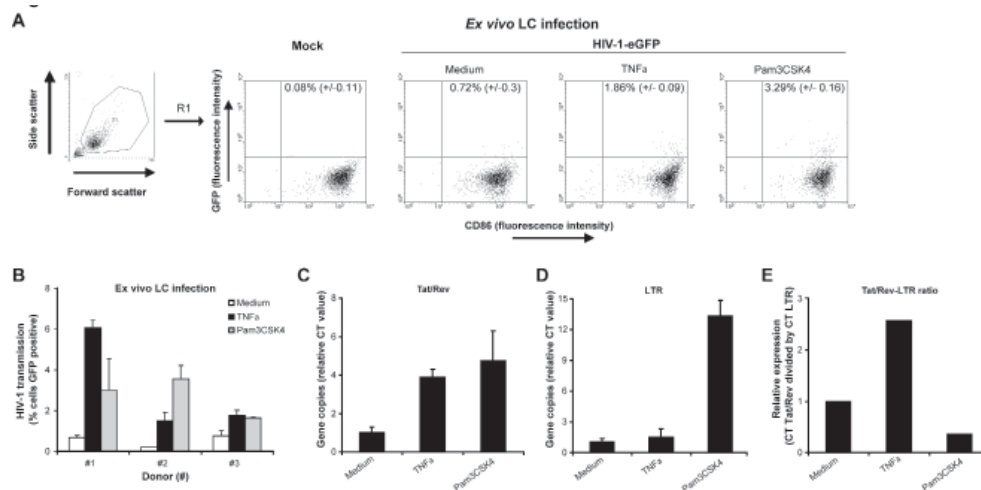 A
Ex vivo LC infection
HIV-1-eGFP
Mock
Medium
TNFa
Pam3CSK4
Side scatter
Forward scatter
R1
GFP (fluorescence intensity)
0.08% (+/-0.11)
0.72% (+/-0.3)
1.86% (+/- 0.09)
3.29% (+/- 0.16)
CD86 (fluorescence intensity)
B
Ex vivo LC infection
HIV-1 transmission
(% cells GFP positive)
8
6
4
2
0
Medium
TNFa
Pam3CSK4
#1
#2
#3
Donor (#)
C
Tat/Rev
Gene copies (relative CT value)
8
6
4
2
0
Medium
TNFa
Pam3CSK4
D
LTR
Gene copies (relative CT value)
15
12
9
6
3
0
Medium
TNFa
Pam3CSK4
E
Tat/Rev-LTR ratio
Relative expression
(CT Tat/Rev divided by CT LTR)
3
2
1
0
Medium
TNFa
Pam3CSK4